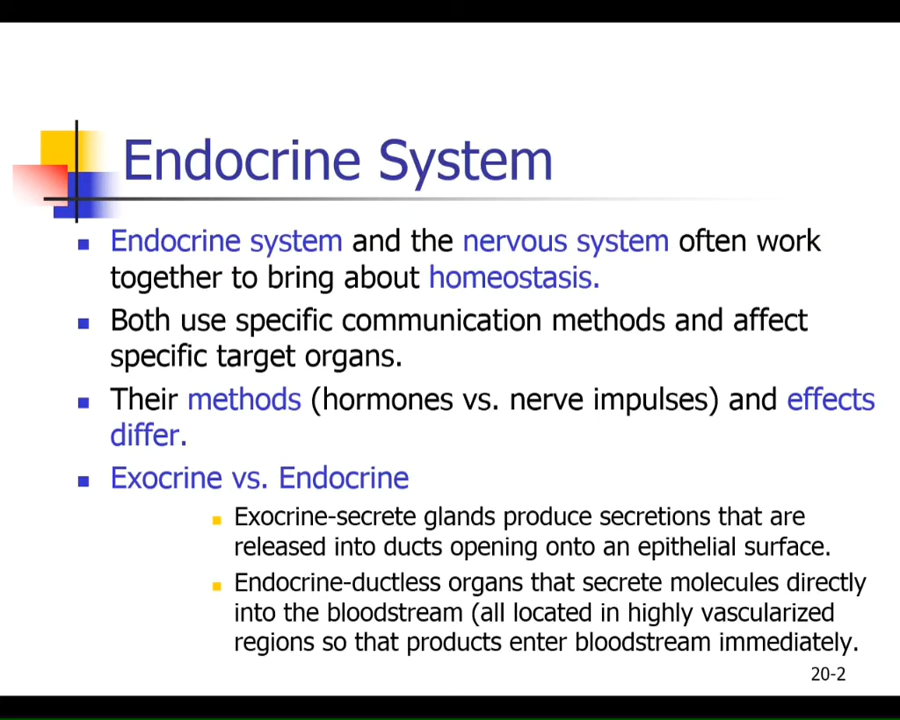 Endocrine System
Endocrine system and the nervous system often work
together to bring about homeostasis.
Both use specific communication methods and affect
specific target organs.
Their methods (hormones vs. nerve impulses) and effects
differ.
Exocrine vs. Endocrine
Exocrine-secrete glands produce secretions that are
released into ducts opening onto an epithelial surface.
Endocrine-ductless organs that secrete molecules directly
into the bloodstream (all located in highly vascularized
regions so that products enter bloodstream immediately.
20-2